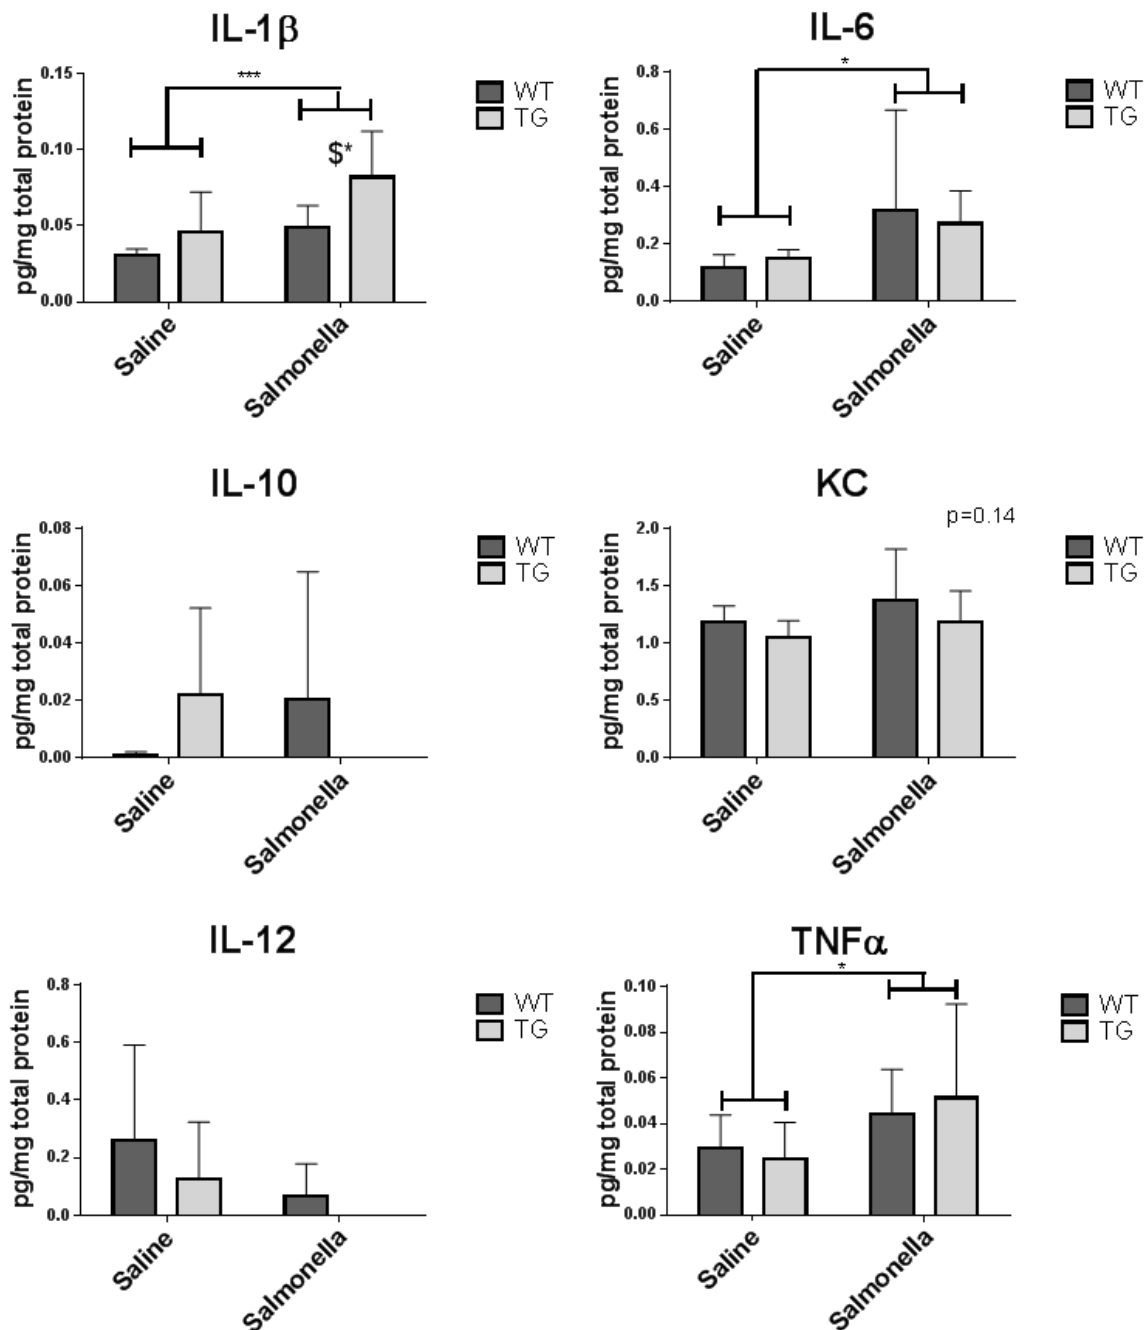 IL-1β
pg/mg total protein
0.15
0.10
0.05
0.00
***
$*
WT
TG
Saline
Salmonella
IL-6
pg/mg total protein
0.8
0.6
0.4
0.2
0.0
*
WT
TG
Saline
Salmonella
IL-10
pg/mg total protein
0.08
0.06
0.04
0.02
0.00
WT
TG
Saline
Salmonella
KC
pg/mg total protein
2.0
1.5
1.0
0.5
0.0
p=0.14
WT
TG
Saline
Salmonella
IL-12
pg/mg total protein
0.8
0.6
0.4
0.2
0.0
WT
TG
Saline
Salmonella
TNFα
pg/mg total protein
0.10
0.08
0.06
0.04
0.02
0.00
*
WT
TG
Saline
Salmonella